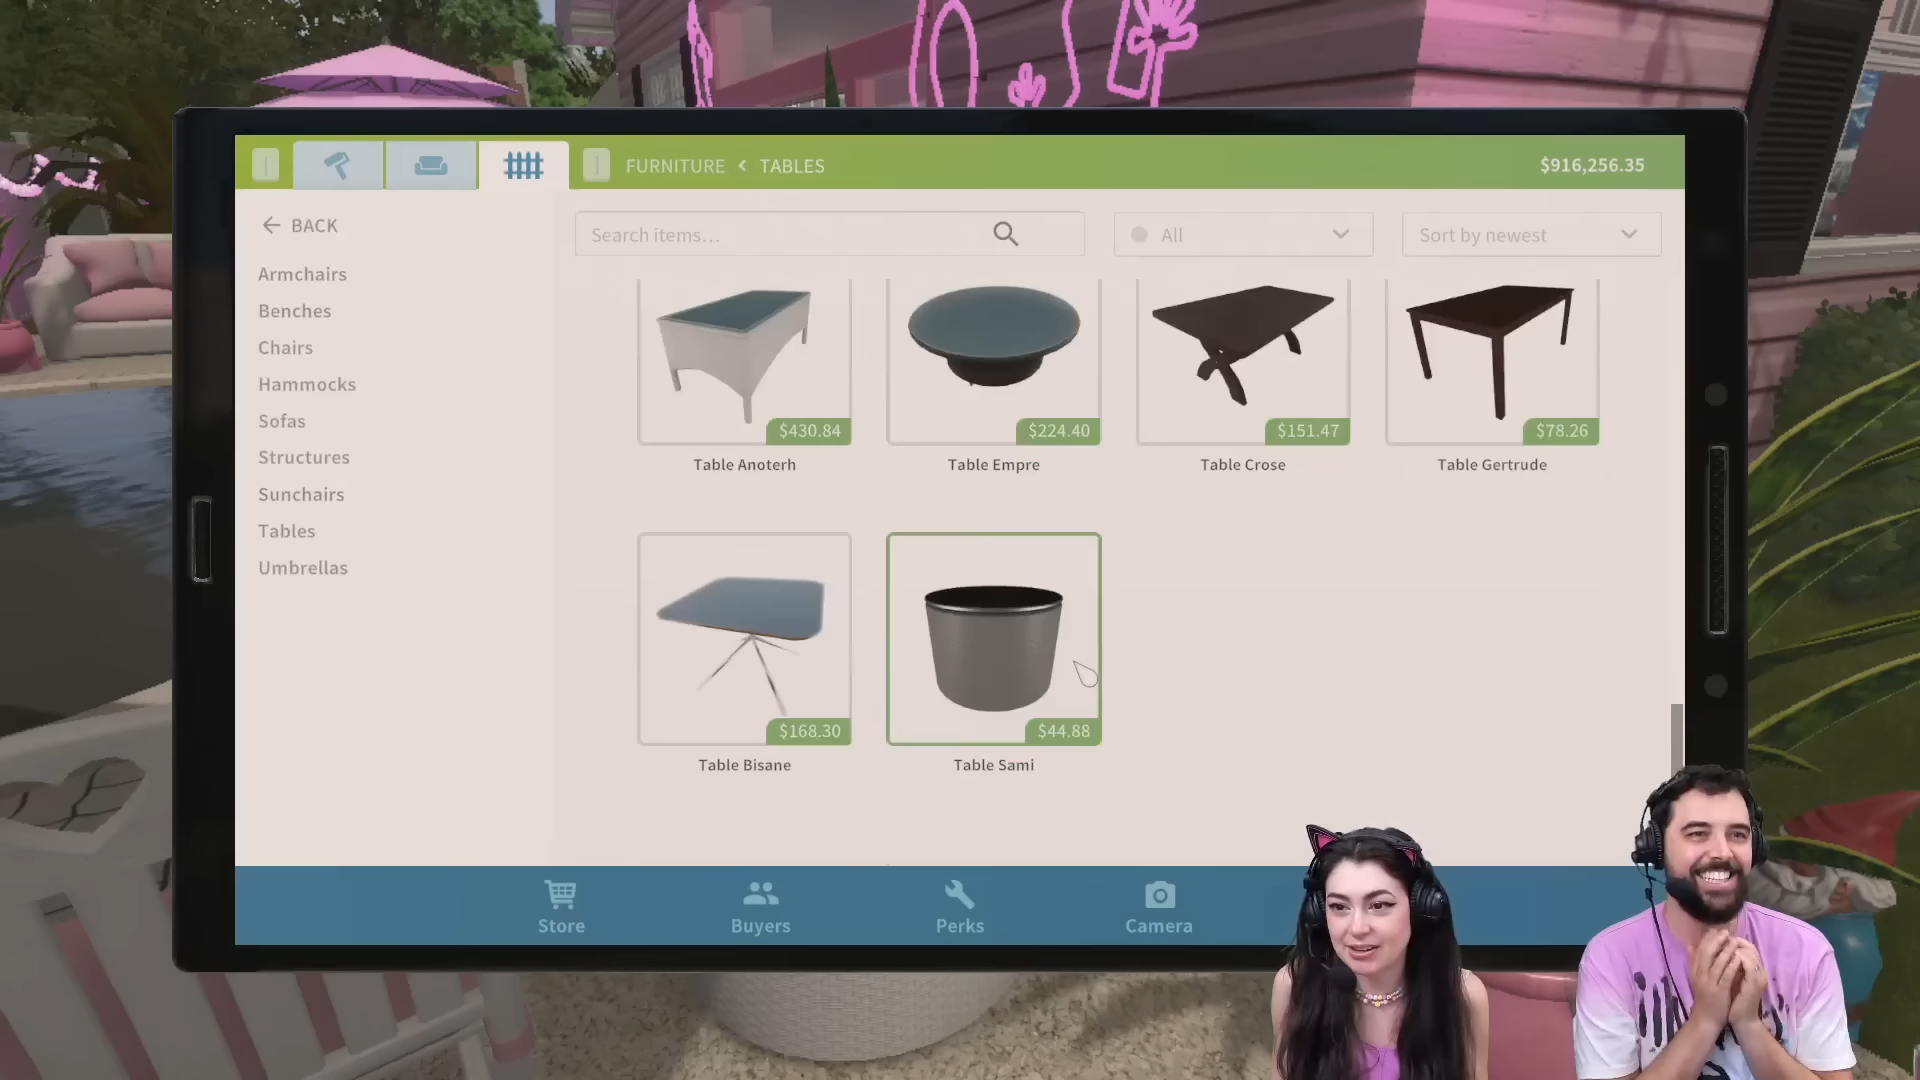 FURNITURE < TABLES
$916,256.35
BACK
Search items...
All
Sort by newest
Armchairs
Benches
Chairs
Hammocks
Sofas
Structures
Sunchairs
Tables
Umbrellas
$430.84
$224.40
$151.47
$78.26
Table Anoterh
Table Empre
Table Crose
Table Gertrude
$168.30
$44.88
Table Bisane
Table Sami
Store
Buyers
Perks
Camera